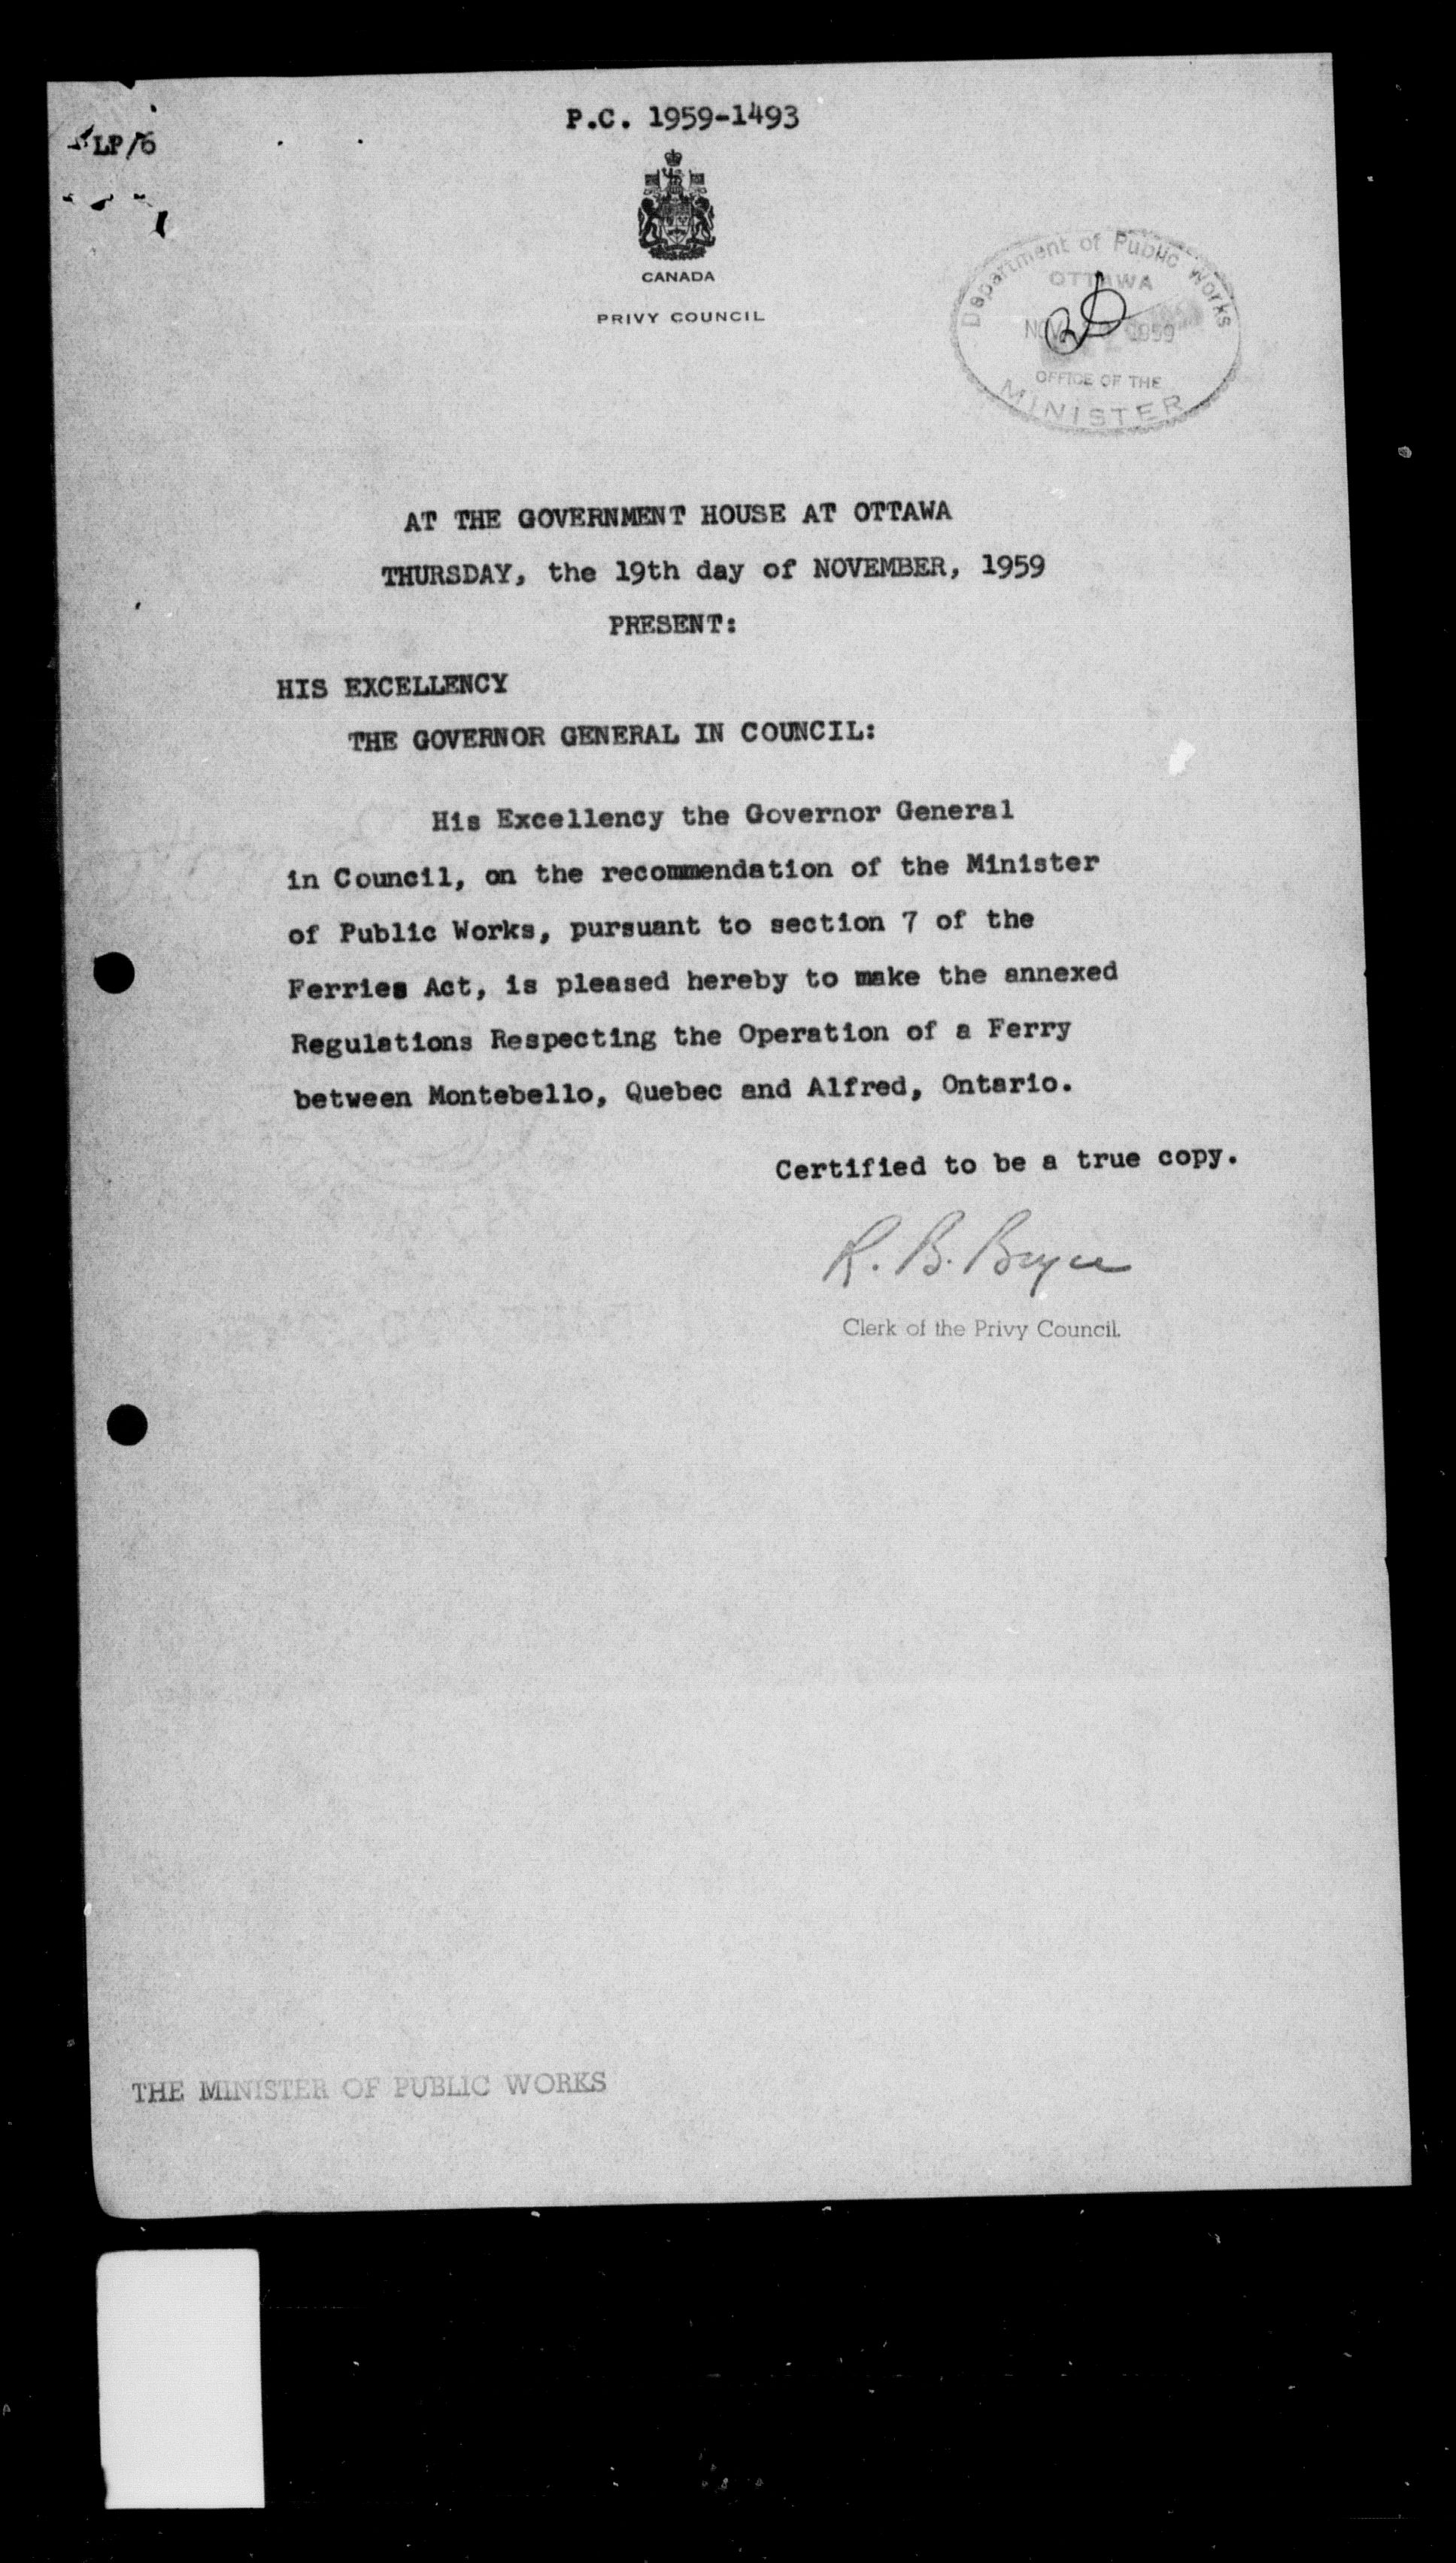 P.C. 1959-1493
LP/6
CANADA
PRIVY COUNCIL
Department of Public Works
OTTAWA
NOV 1959
OFFICE OF THE
MINISTER
AT THE GOVERNMENT HOUSE AT OTTAWA
THURSDAY, the 19th day of NOVEMBER, 1959
PRESENT:
HIS EXCELLENCY
THE GOVERNOR GENERAL IN COUNCIL:
His Excellency the Governor General
in Council, on the recommendation of the Minister
of Public Works, pursuant to section 7 of the
Ferries Act, is pleased hereby to make the annexed
Regulations Respecting the Operation of a Ferry
between Montebello, Quebec and Alfred, Ontario.
Certified to be a true copy.
R. B. Bryce
Clerk of the Privy Council.
THE MINISTER OF PUBLIC WORKS